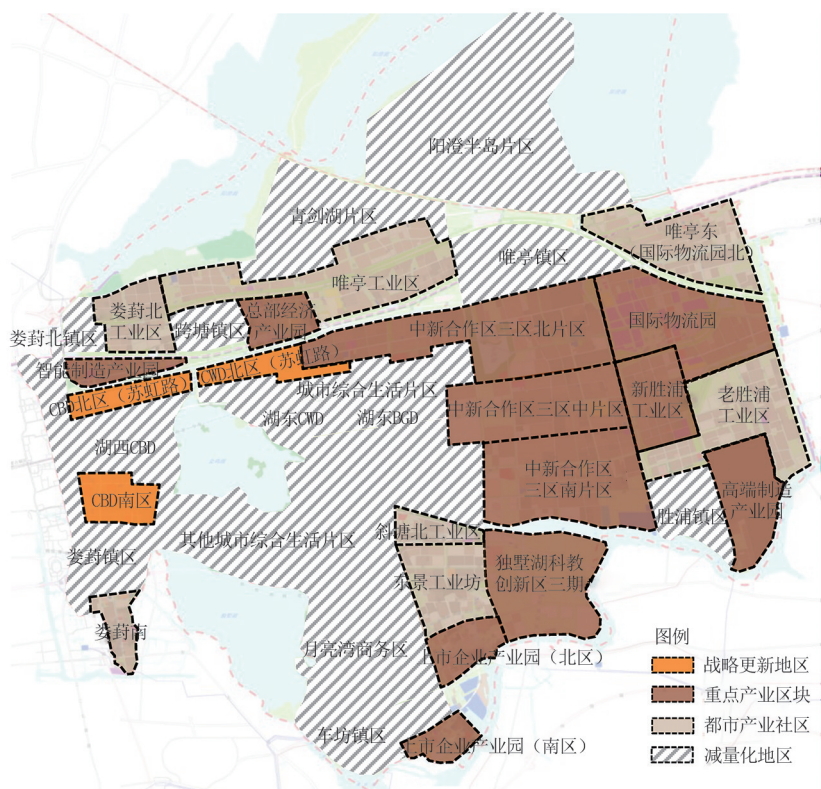 阳澄半岛片区
青剑湖片区
唯亭东
（国际物流园北）
唯亭镇区
唯亭工业区
娄葑北
工业区
总部经济
产业园
跨塘镇区
娄葑北镇区
国际物流园
中新合作区三区北片区
智能制造产业园
CWD北区（苏虹路）
CBD北区（苏虹路）
城市综合生活片区
新胜浦
工业区
老胜浦
工业区
中新合作区三区中片区
湖东CWD
湖东BGD
湖西CBD
中新合作区
三区南片区
CBD南区
高端制造
产业园
胜浦镇区
斜塘北工业区
其他城市综合生活片区
娄葑镇区
独墅湖科教
创新区三期
东景工业坊
娄葑南
月亮湾商务区
上市企业产业园（北区）
车坊镇区
上市企业产业园（南区）
图例
战略更新地区
重点产业区块
都市产业社区
减量化地区